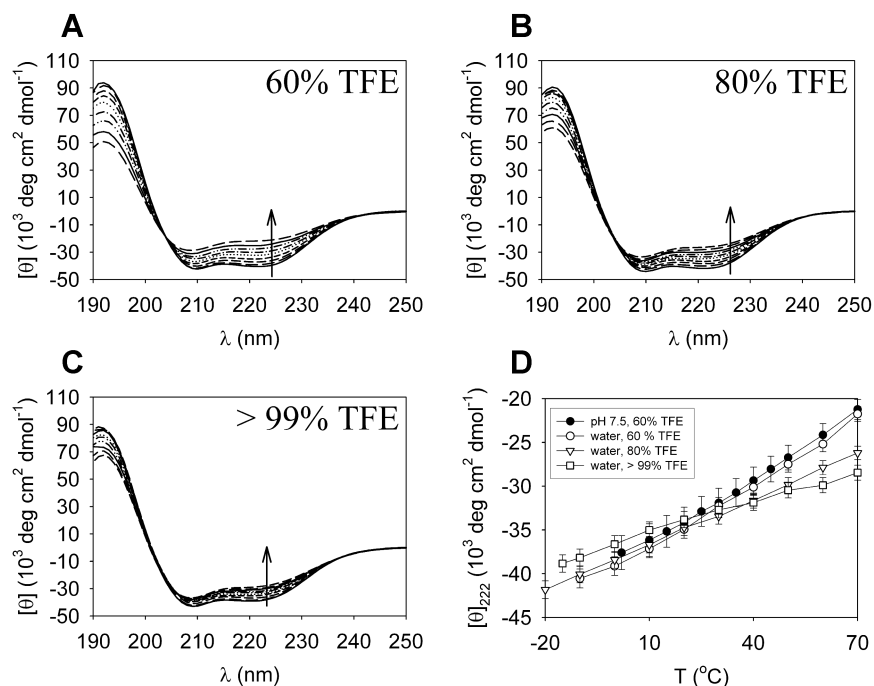 A
60% TFE
[θ] (10³ deg cm² dmol⁻¹)
110
90
70
50
30
10
-10
-30
-50
190 200 210 220 230 240 250
λ (nm)
B
80% TFE
[θ] (10³ deg cm² dmol⁻¹)
110
90
70
50
30
10
-10
-30
-50
190 200 210 220 230 240 250
λ (nm)
C
> 99% TFE
[θ] (10³ deg cm² dmol⁻¹)
110
90
70
50
30
10
-10
-30
-50
190 200 210 220 230 240 250
λ (nm)
D
[θ]₂₂₂ (10³ deg cm² dmol⁻¹)
-20
-25
-30
-35
-40
-45
pH 7.5, 60% TFE
water, 60 % TFE
water, 80% TFE
water, > 99% TFE
-20 10 40 70
T (°C)